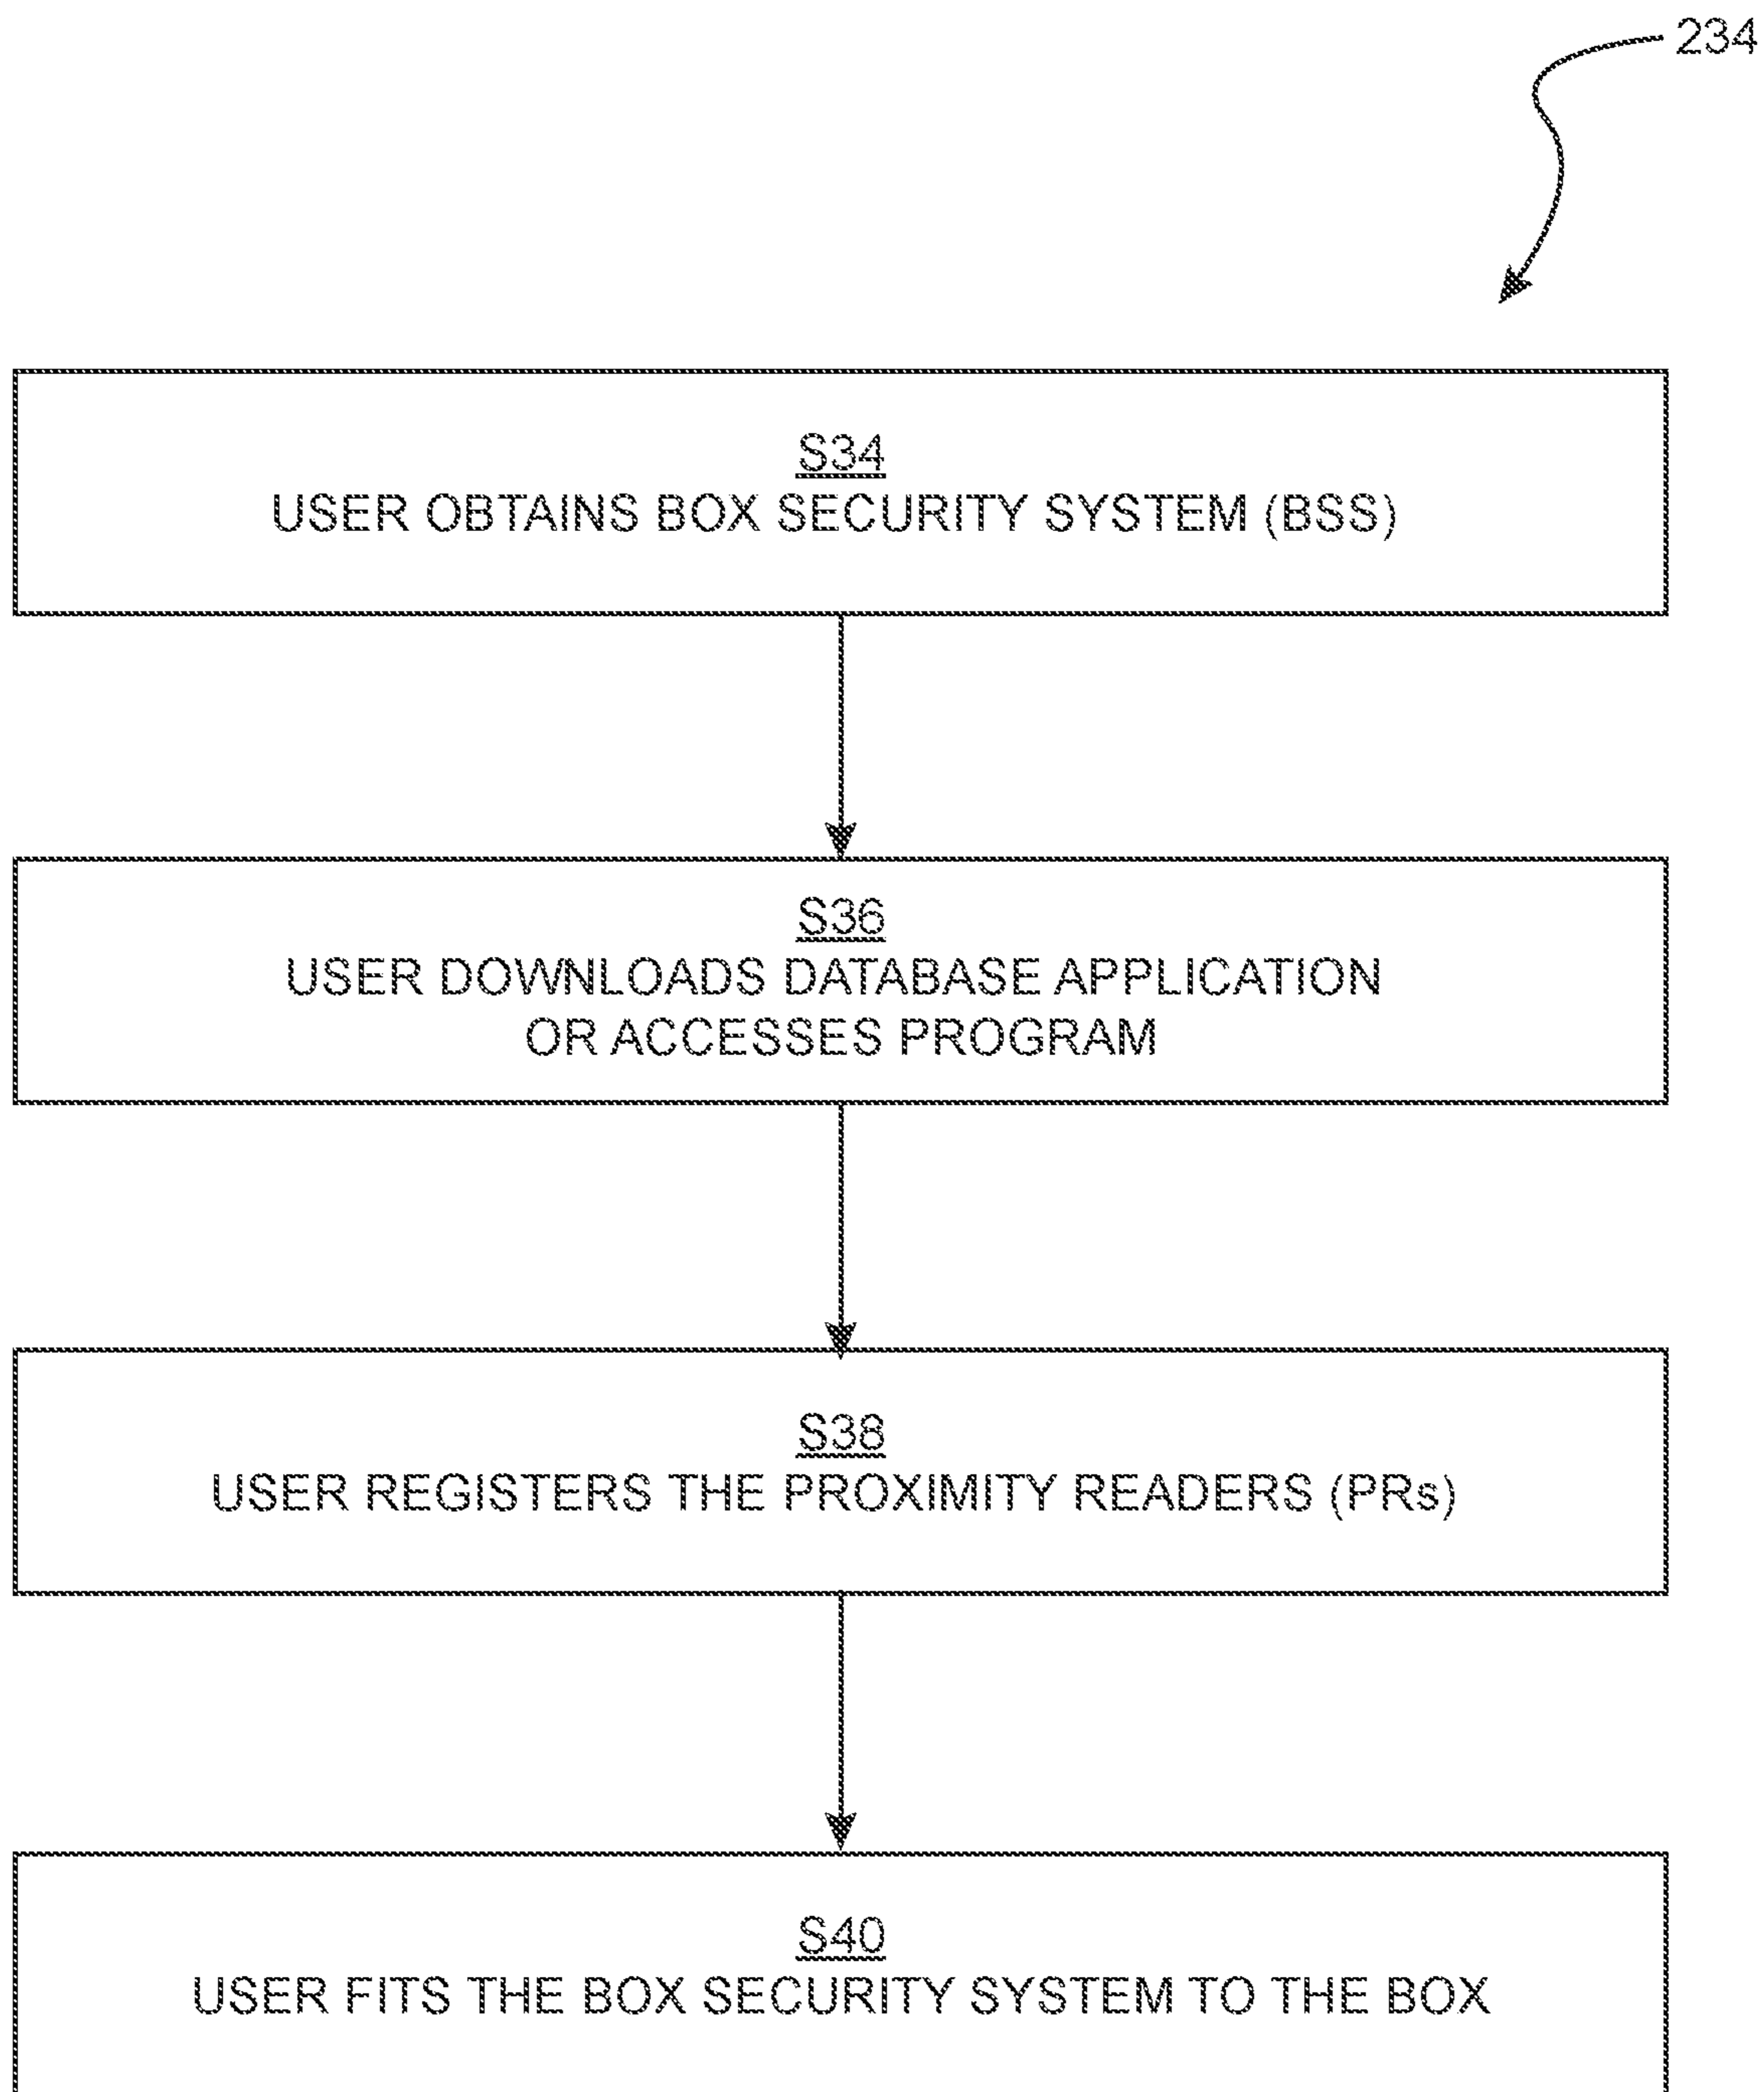 234
S34
USER OBTAINS BOX SECURITY SYSTEM (BSS)
S36
USER DOWNLOADS DATABASE APPLICATION
OR ACCESSES PROGRAM
S38
USER REGISTERS THE PROXIMITY READERS (PRs)
S40
USER FITS THE BOX SECURITY SYSTEM TO THE BOX